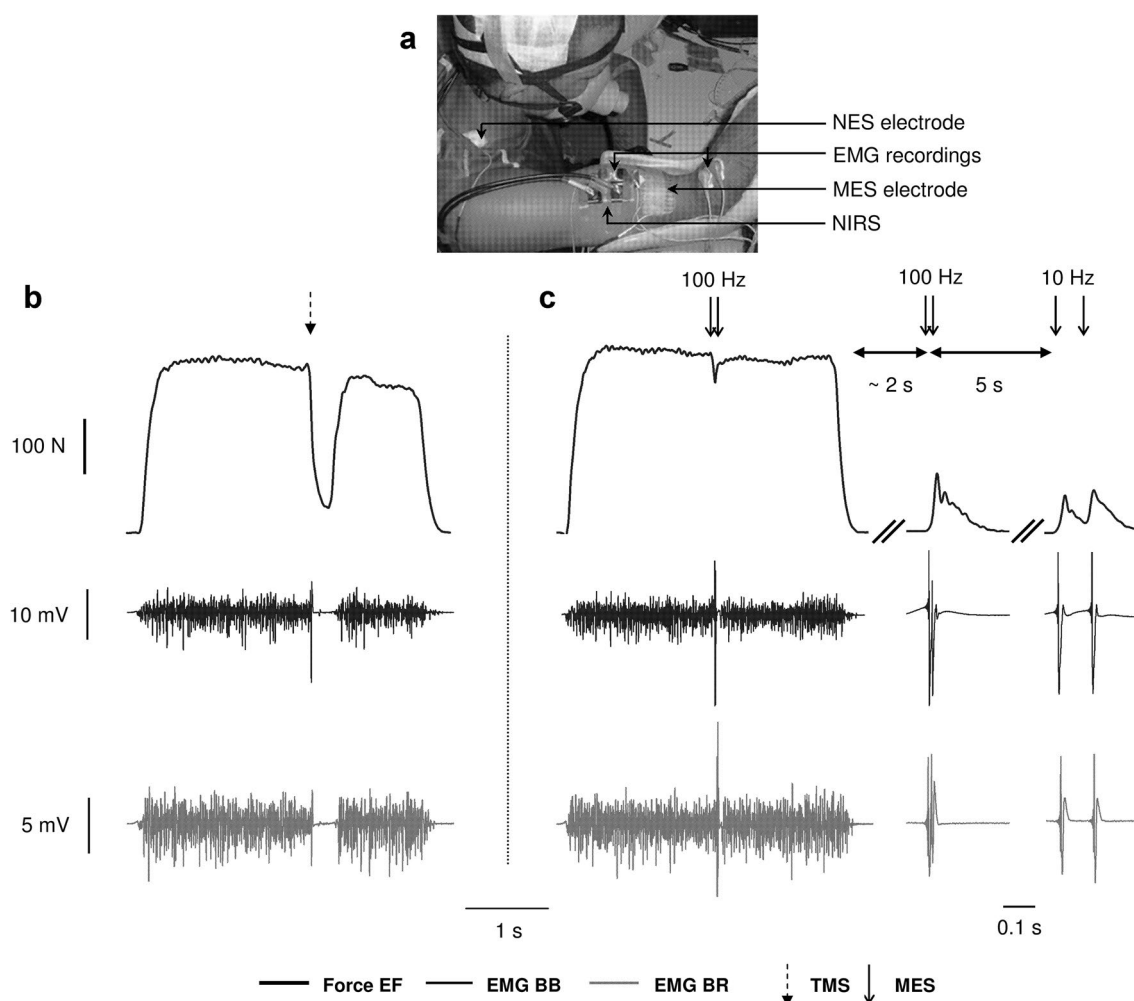 a
NES electrode
EMG recordings
MES electrode
NIRS
b
c
100 Hz
100 Hz
10 Hz
~ 2 s
5 s
100 N
10 mV
5 mV
1 s
0.1 s
Force EF
EMG BB
EMG BR
TMS
MES